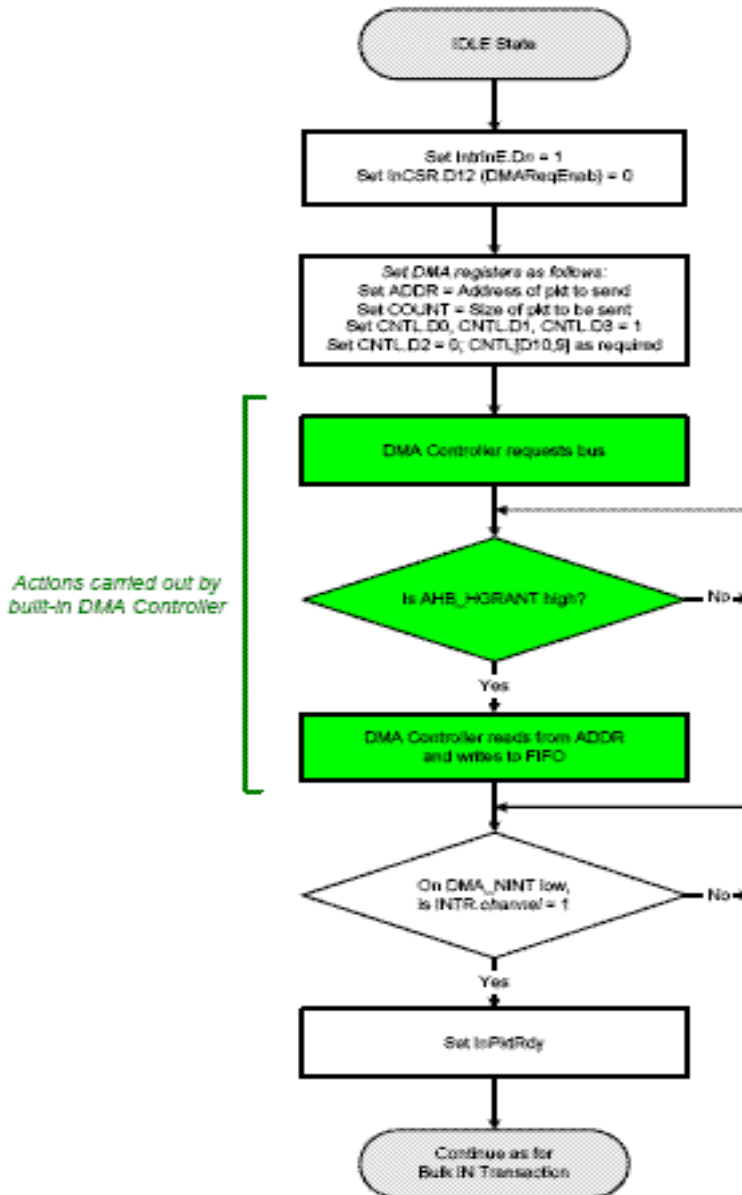 IDLE State
Set IntrInE.Dn = 1
Set InCSR.D12 (DMAReqEnab) = 0
Set DMA registers as follows:
Set ADDR = Address of pkt to send
Set COUNT = Size of pkt to be sent
Set CNTL.D0, CNTL.D1, CNTL.D3 = 1
Set CNTL.D2 = 0; CNTL[D10,9] as required
DMA Controller requests bus
Actions carried out by
built-in DMA Controller
Is AHB_HGRANT high?
No
Yes
DMA Controller reads from ADDR
and writes to FIFO
On DMA_NINT low,
is INTR.channel = 1
No
Yes
Set InPktRdy
Continue as for
Bulk IN Transaction